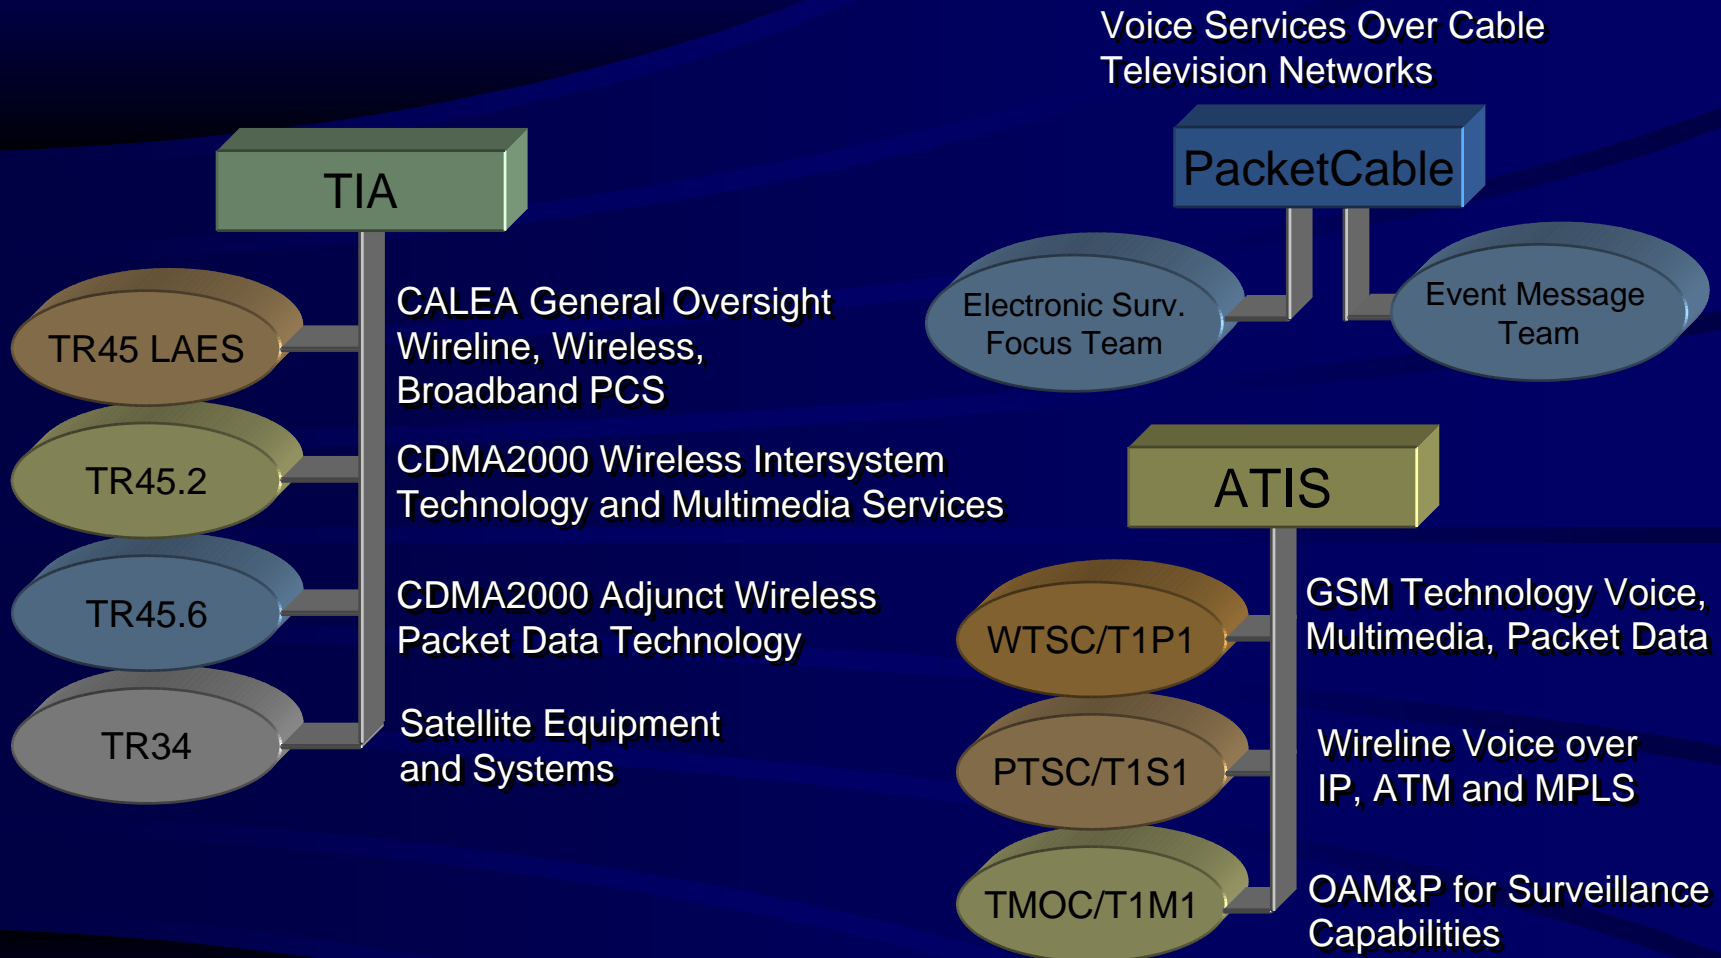 TIA
TR45 LAES
CALEA General Oversight
Wireline, Wireless,
Broadband PCS
TR45.2
CDMA2000 Wireless Intersystem
Technology and Multimedia Services
TR45.6
CDMA2000 Adjunct Wireless
Packet Data Technology
TR34
Satellite Equipment
and Systems
Voice Services Over Cable
Television Networks
PacketCable
Electronic Surv.
Focus Team
Event Message
Team
ATIS
WTSC/T1P1
GSM Technology Voice,
Multimedia, Packet Data
PTSC/T1S1
Wireline Voice over
IP, ATM and MPLS
TMOC/T1M1
OAM&P for Surveillance
Capabilities